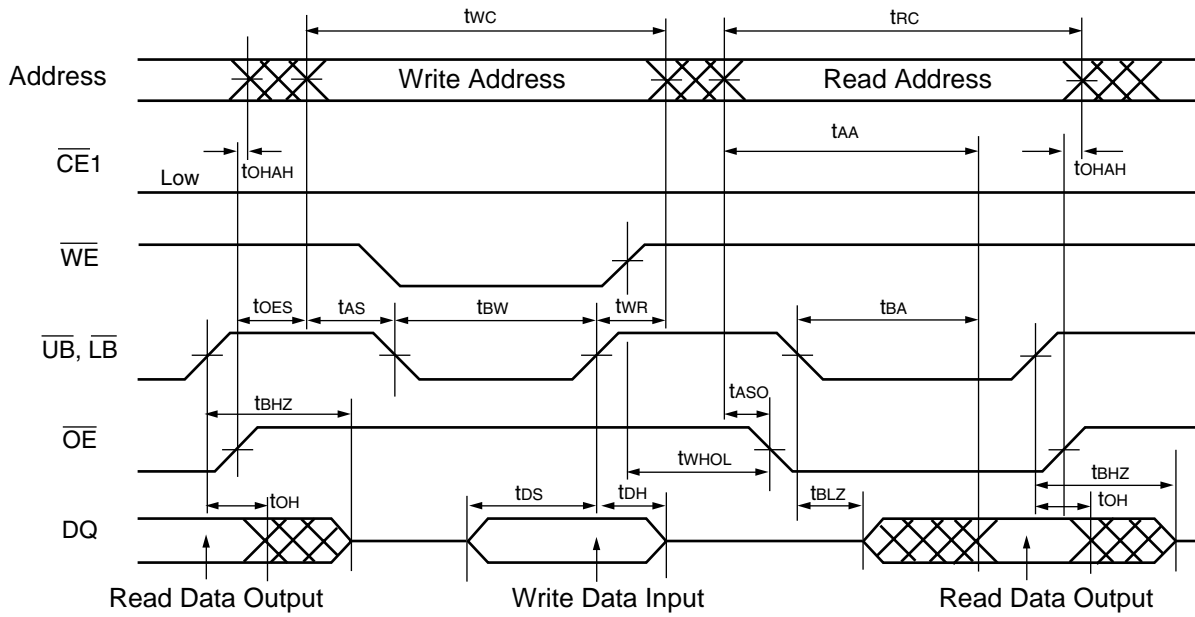 tWC tRC
Address Write Address Read Address
tAA
CE1 tOHAH tOHAH
Low
WE
tOES tAS tBW tWR tBA
UB, LB
tBHZ tASO
OE
tWHOL tBHZ
tOH tDS tDH tBLZ tOH
DQ
Read Data Output Write Data Input Read Data Output